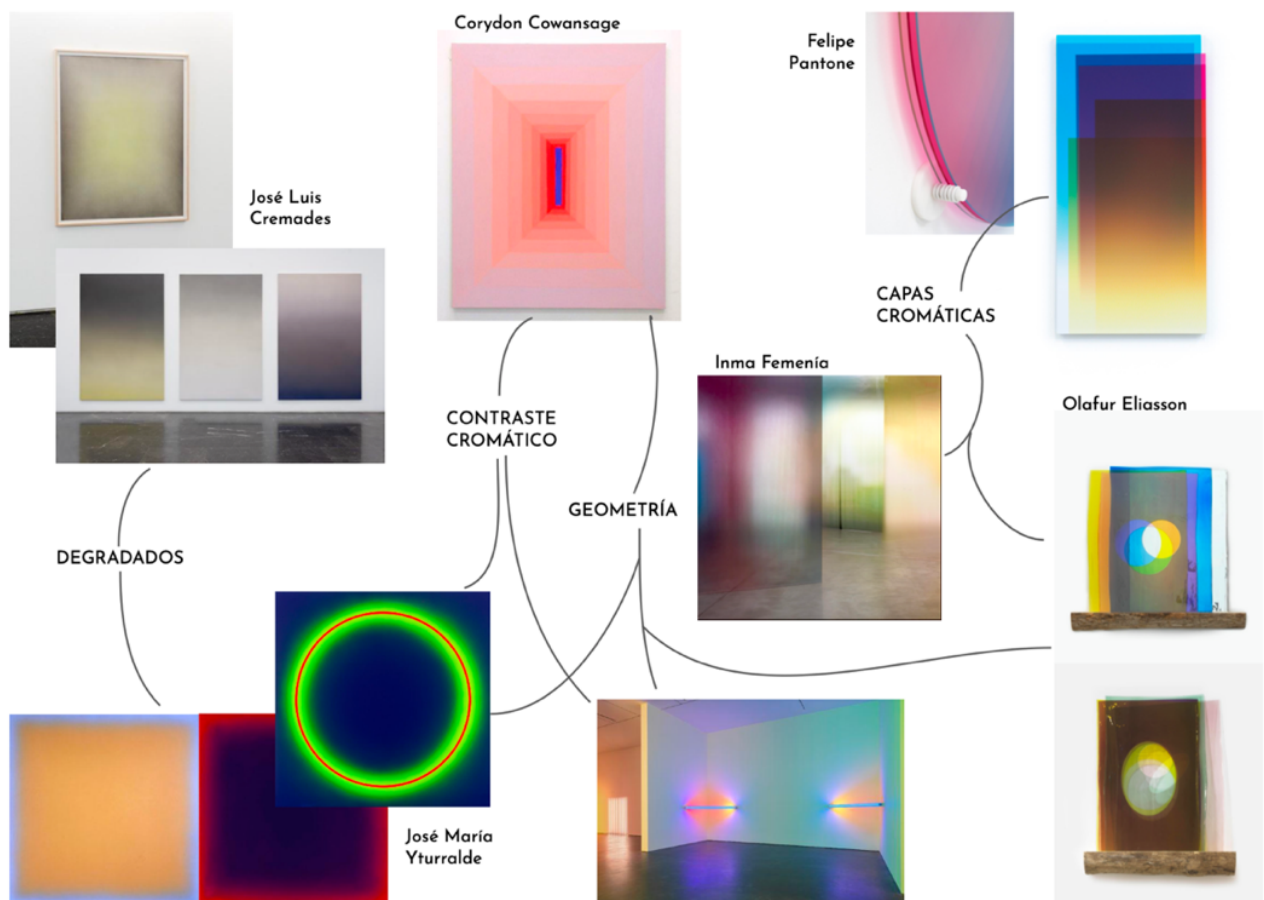 Corydon Cowansage
Felipe
Pantone
José Luis
Cremades
CAPAS
CROMÁTICAS
Inma Femenía
Olafur Eliasson
CONTRASTE
CROMÁTICO
GEOMETRÍA
DEGRADADOS
José María
Yturralde